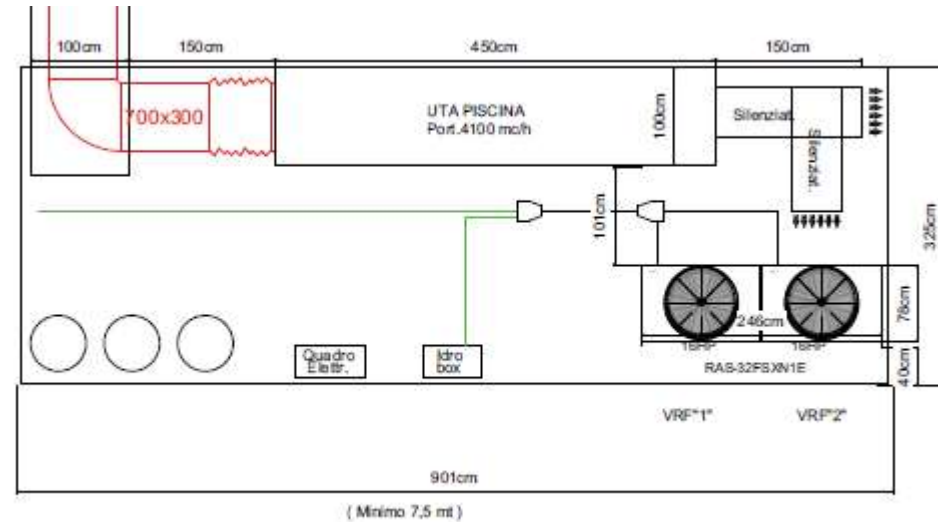 100cm
150cm
450cm
150cm
700x300
UTA PISCINA
Port.4100 mc/h
100cm
Silenziat.
Silenziat.
101cm
325cm
246cm
78cm
16HP
16HP
Quadro
Elettr.
Idro
box
RAS-32FSXN1E
40cm
VRF"1"
VRF"2"
901cm
( Minimo 7,5 mt )